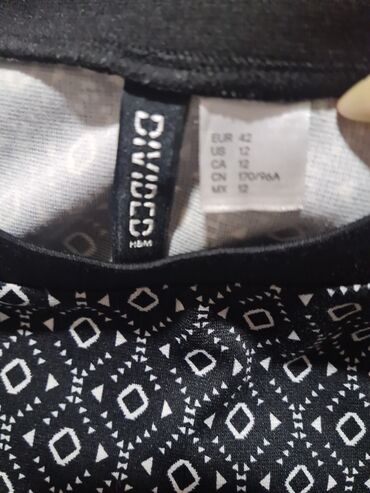 DIVIDED
H&M
EUR 42
US 12
CA 12
CN 170/96A
MX 12